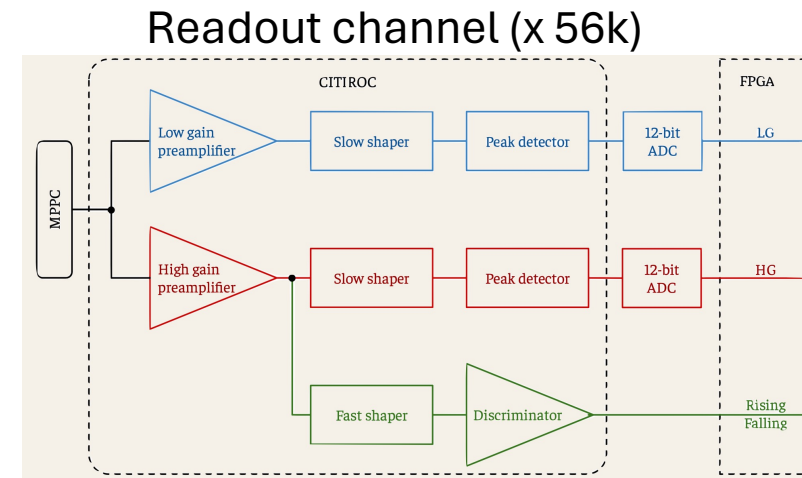 Readout channel (x 56k)
CITIROC
FPGA
MPPC
Low gain
preamplifier
Slow shaper
Peak detector
12-bit
ADC
LG
High gain
preamplifier
Slow shaper
Peak detector
12-bit
ADC
HG
Fast shaper
Discriminator
Rising
Falling